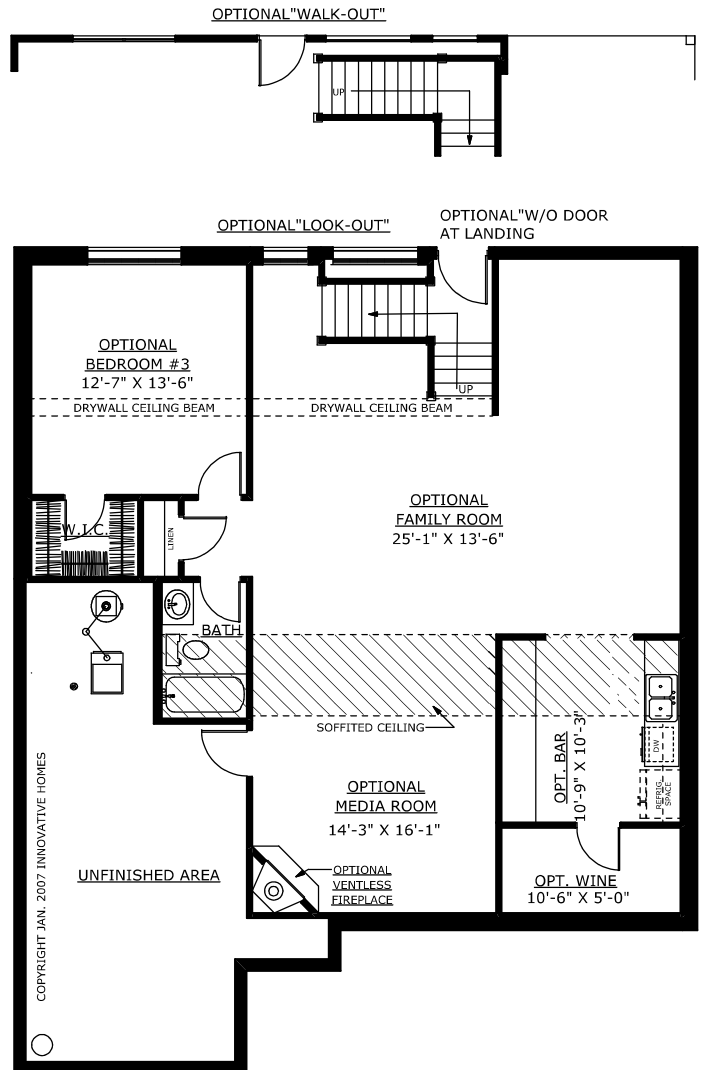 OPTIONAL"WALK-OUT"
UP
OPTIONAL"LOOK-OUT"
OPTIONAL"W/O DOOR
AT LANDING
OPTIONAL
BEDROOM #3
12'-7" X 13'-6"
UP
DRYWALL CEILING BEAM
DRYWALL CEILING BEAM
OPTIONAL
FAMILY ROOM
25'-1" X 13'-6"
W.I.C.
LINEN
BATH
SOFFITED CEILING
OPT. BAR
10'-9" X 10'-3"
DW
REFRIG.
SPACE
OPTIONAL
MEDIA ROOM
14'-3" X 16'-1"
OPTIONAL
VENTLESS
FIREPLACE
OPT. WINE
10'-6" X 5'-0"
UNFINISHED AREA
COPYRIGHT JAN. 2007 INNOVATIVE HOMES